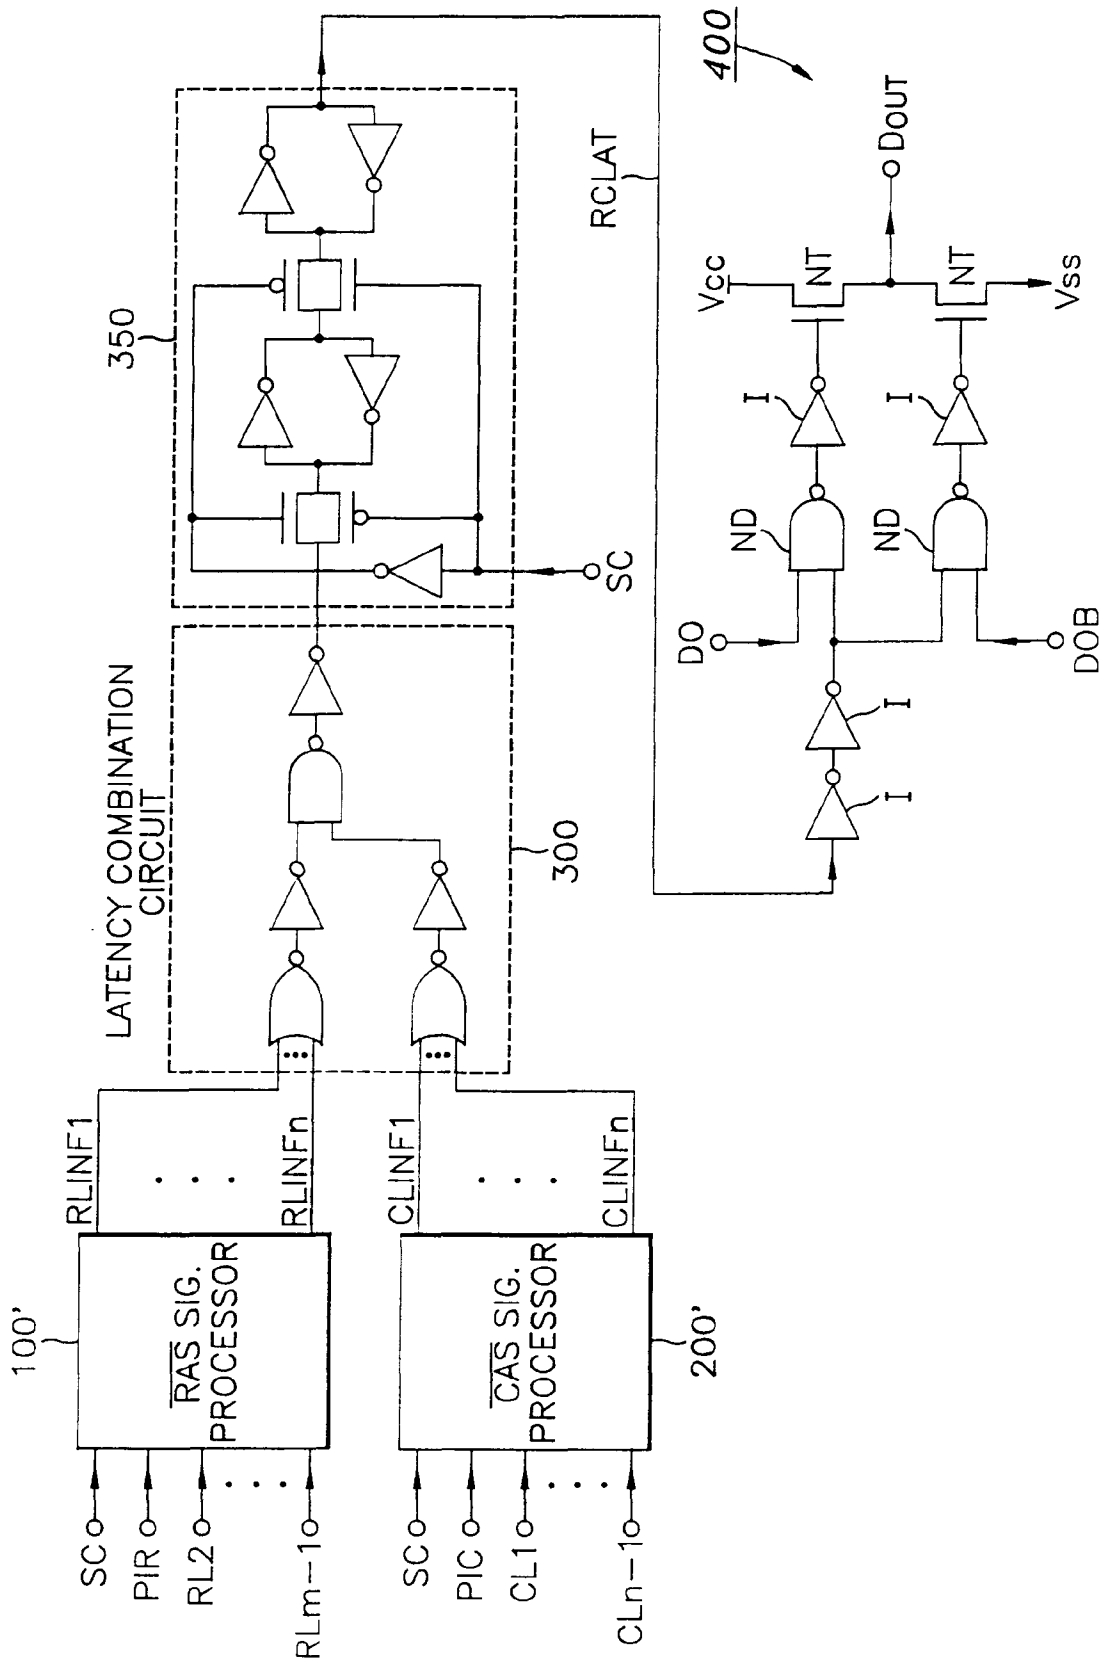 100'
SC
PIR
RL2
RLm-1
RAS SIG.
PROCESSOR
RLINF1
RLINFn
SC
PIC
CL1
CLn-1
CAS SIG.
PROCESSOR
200'
CLINF1
CLINFn
LATENCY COMBINATION
CIRCUIT
300
350
SC
RCLAT
400
DO
DOB
I
I
ND
ND
I
I
Vcc
NT
NT
Vss
DOUT